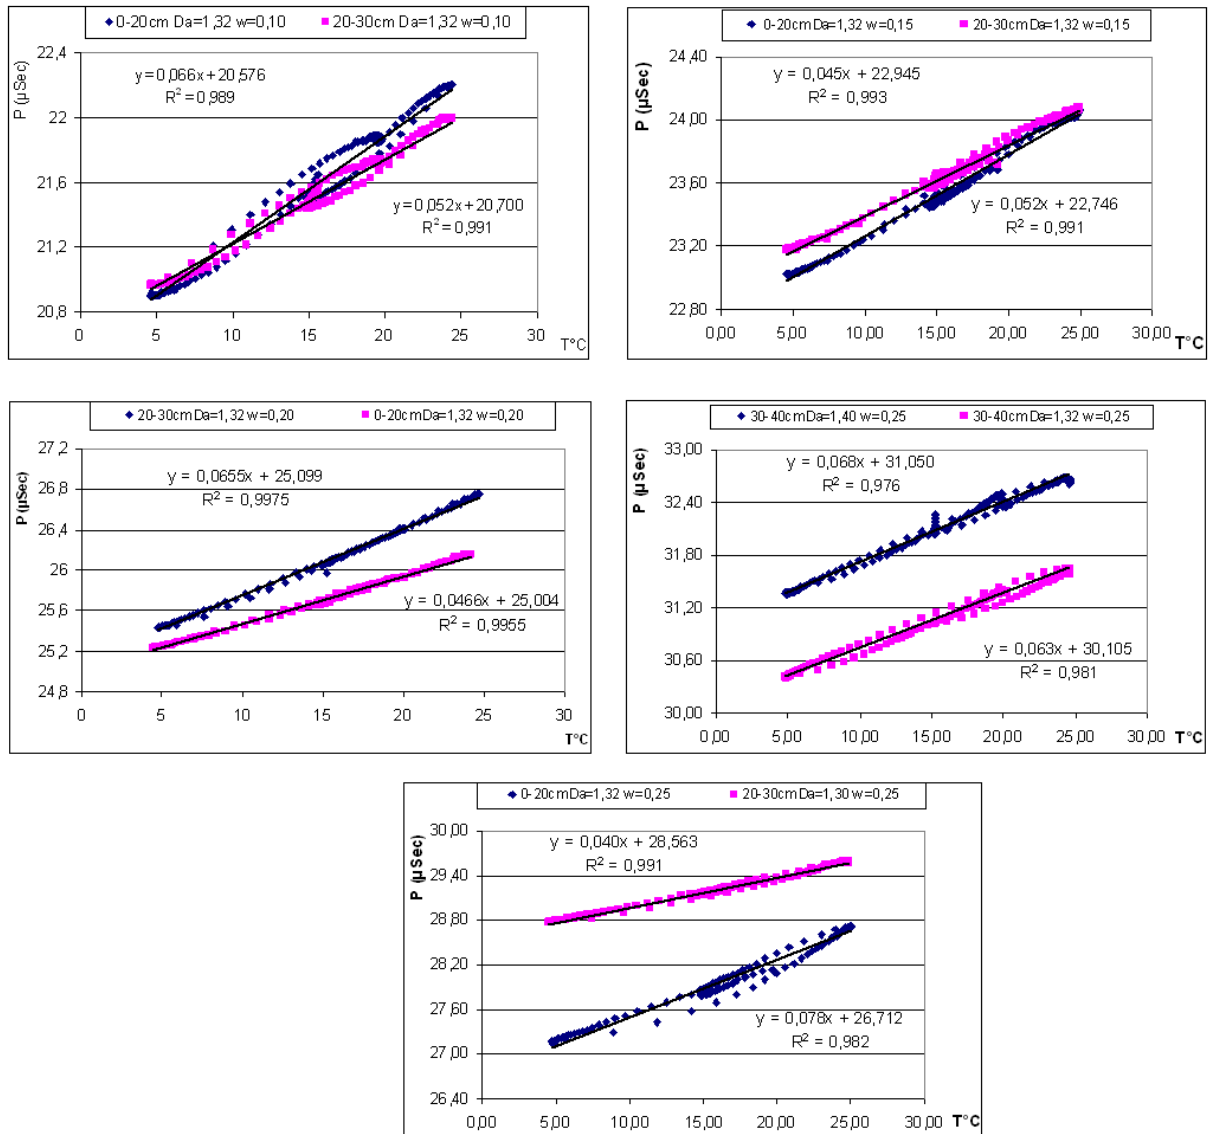 0-20cm Da=1,32 w=0,10 20-30cm Da=1,32 w=0,10
P (µSec)
22,4
22
21,6
21,2
20,8
y=0,066x+20,576
R² =0,989
y=0,052x+20,700
R² =0,991
0 5 10 15 20 25 30
T°C
0-20cm Da=1,32 w=0,15 20-30cm Da=1,32 w=0,15
P (µSec)
24,40
24,00
23,60
23,20
22,80
y = 0,045x + 22,945
R² = 0,993
y = 0,052x + 22,746
R² = 0,991
0,00 5,00 10,00 15,00 20,00 25,00 30,00
T°C
20-30cm Da=1,32 w=0,20 0-20cm Da=1,32 w=0,20
P (µSec)
27,2
26,8
26,4
26
25,6
25,2
24,8
y = 0,0655x + 25,099
R² = 0,9975
y = 0,0466x + 25,004
R² = 0,9955
0 5 10 15 20 25 30
T°C
30-40cm Da=1,40 w=0,25 30-40cm Da=1,32 w=0,25
P (µSec)
33,00
32,40
31,80
31,20
30,60
30,00
y = 0,068x + 31,050
R² = 0,976
y = 0,063x + 30,105
R² = 0,981
0,00 5,00 10,00 15,00 20,00 25,00 30,00
T°C
0-20cm Da=1,32 w=0,25 20-30cm Da=1,30 w=0,25
P (µSec)
30,00
29,40
28,80
28,20
27,60
27,00
26,40
y = 0,040x + 28,563
R² = 0,991
y = 0,078x + 26,712
R² = 0,982
0,00 5,00 10,00 15,00 20,00 25,00 30,00
T°C